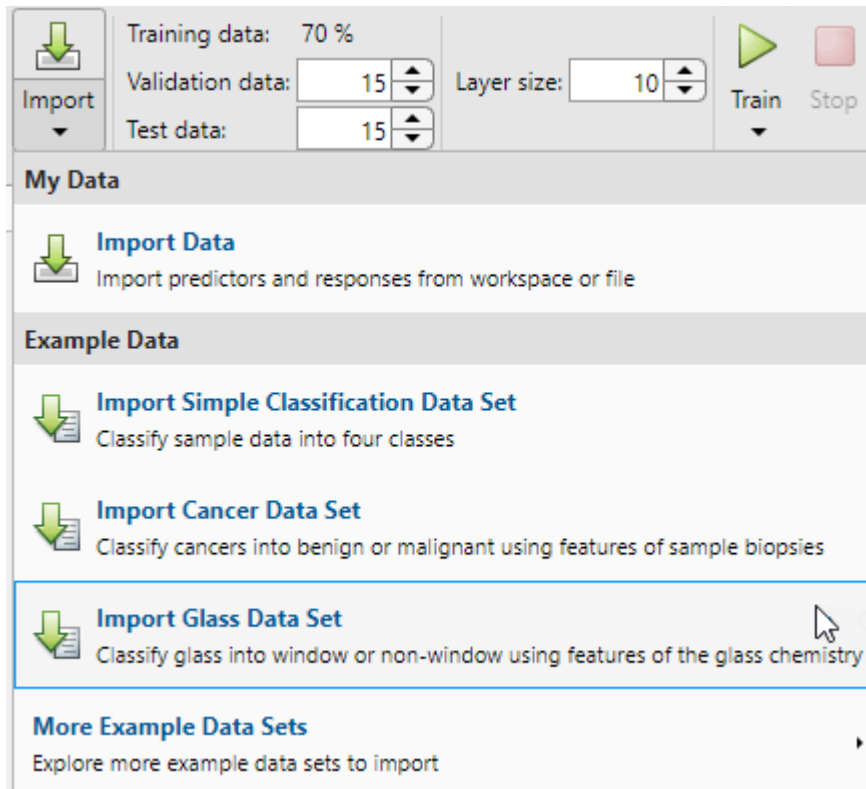 Import
Training data: 70 %
Validation data: 15
Test data: 15
Layer size: 10
Train
Stop
My Data
Import Data
Import predictors and responses from workspace or file
Example Data
Import Simple Classification Data Set
Classify sample data into four classes
Import Cancer Data Set
Classify cancers into benign or malignant using features of sample biopsies
Import Glass Data Set
Classify glass into window or non-window using features of the glass chemistry
More Example Data Sets
Explore more example data sets to import